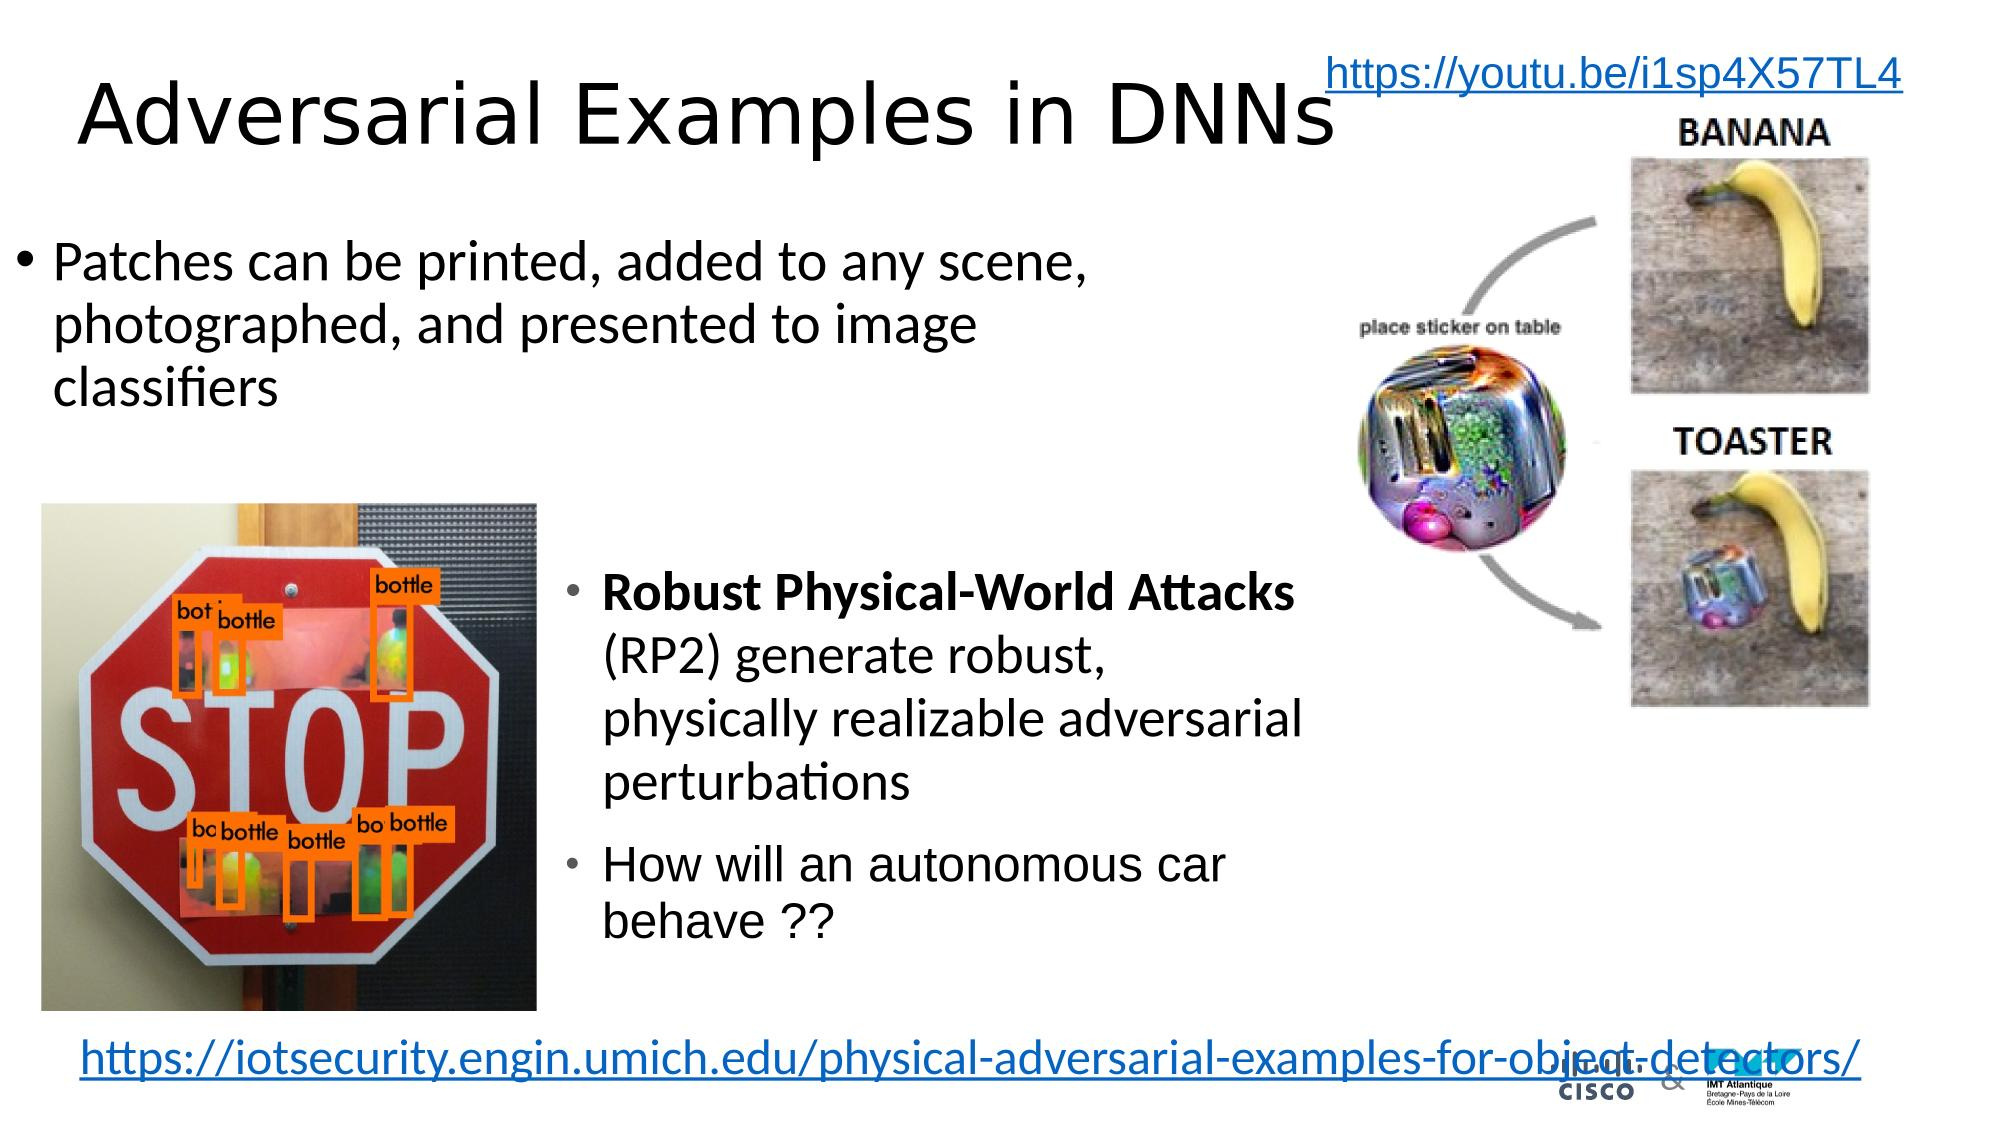 Adversarial Examples in DNNs
https://youtu.be/i1sp4X57TL4
• Patches can be printed, added to any scene,
photographed, and presented to image
classifiers
BANANA
place sticker on table
TOASTER
bottle
bot
bottle
STOP
bo
bottle
bottle
bo
bottle
• Robust Physical-World Attacks
(RP2) generate robust,
physically realizable adversarial
perturbations
• How will an autonomous car
behave ??
https://iotsecurity.engin.umich.edu/physical-adversarial-examples-for-object-detectors/
CISCO
&
IMT Atlantique
Bretagne-Pays de la Loire
École Mines-Télécom